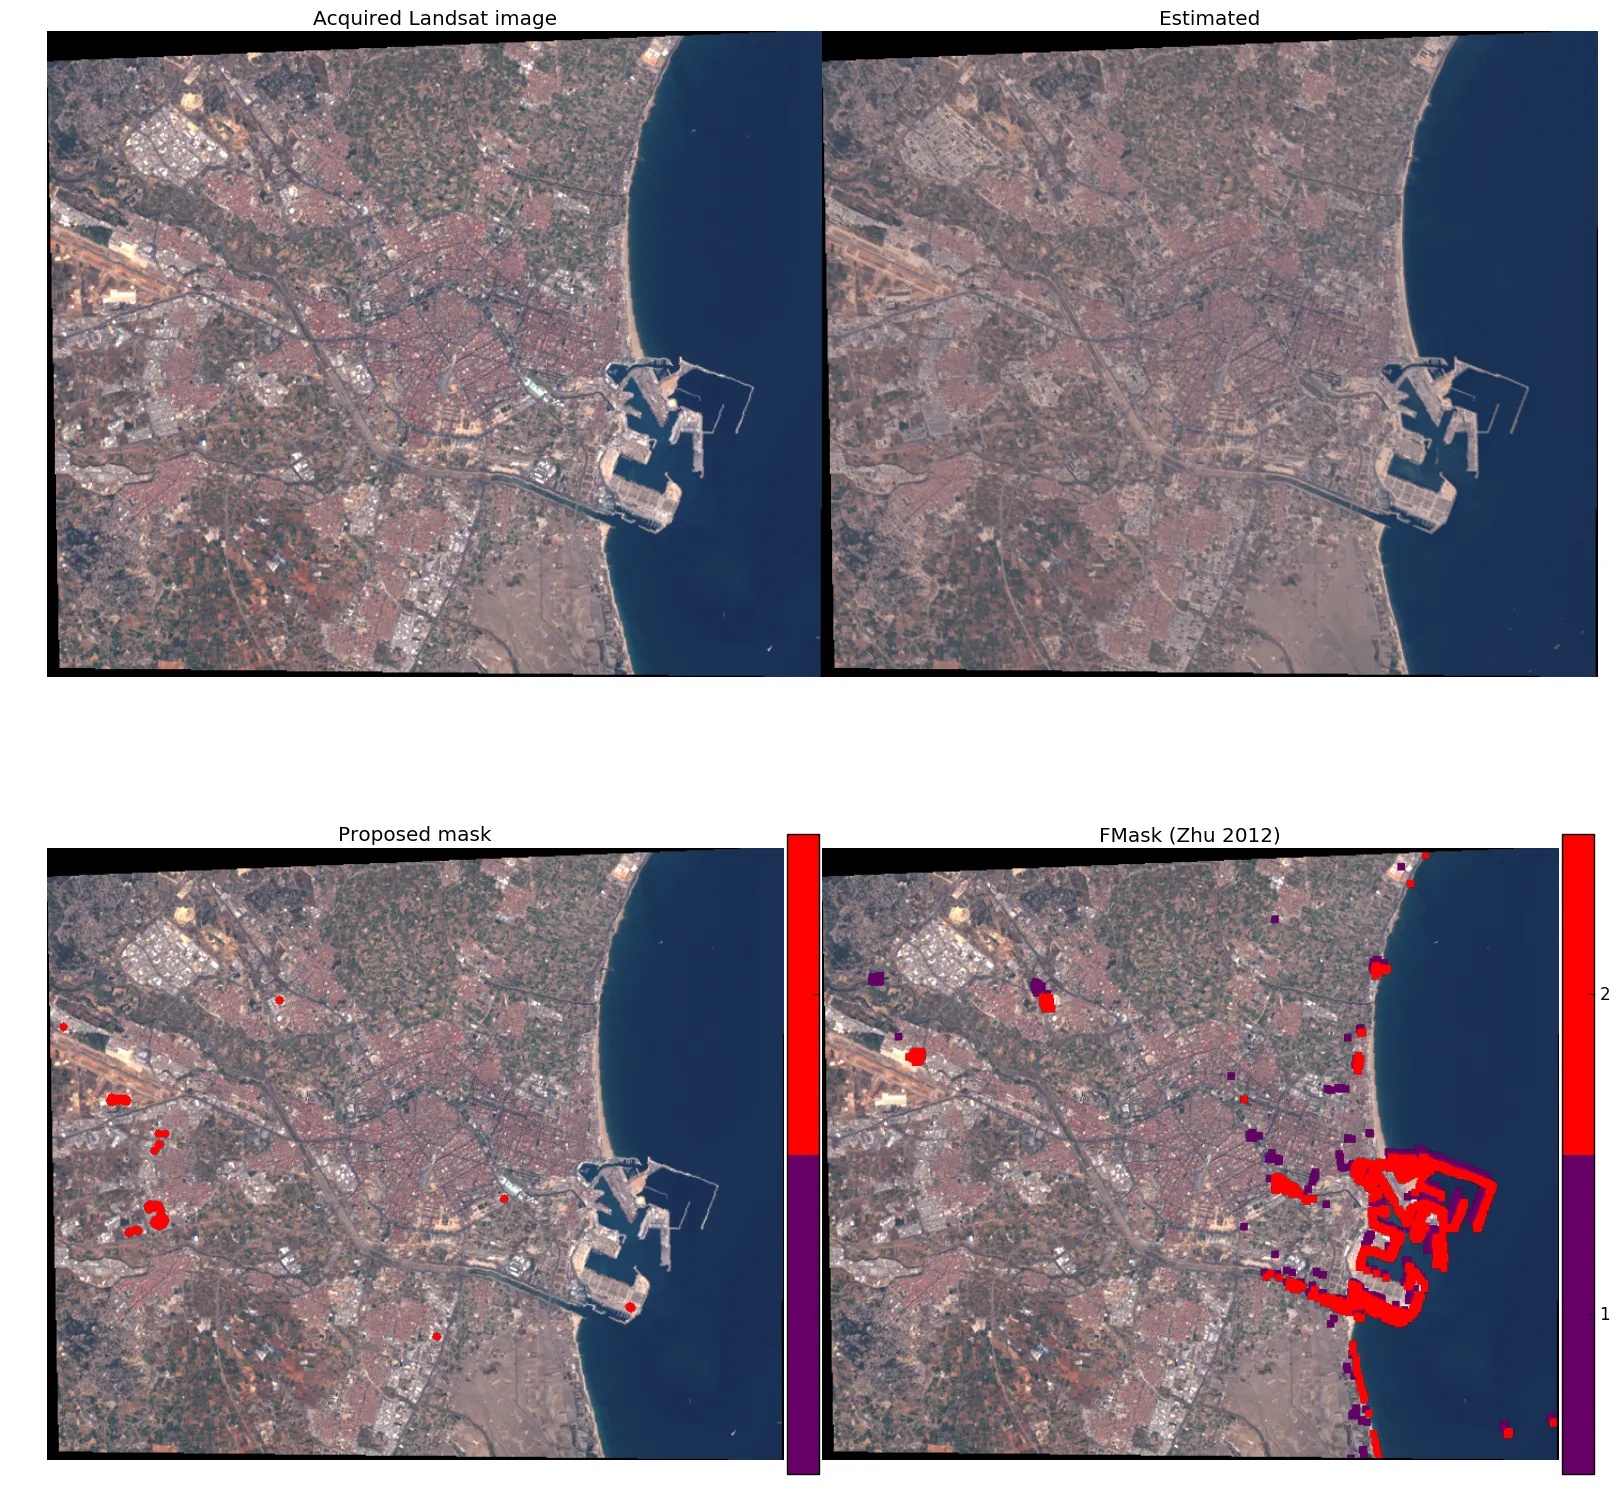 Acquired Landsat image
Estimated
Proposed mask
FMask (Zhu 2012)
2
1